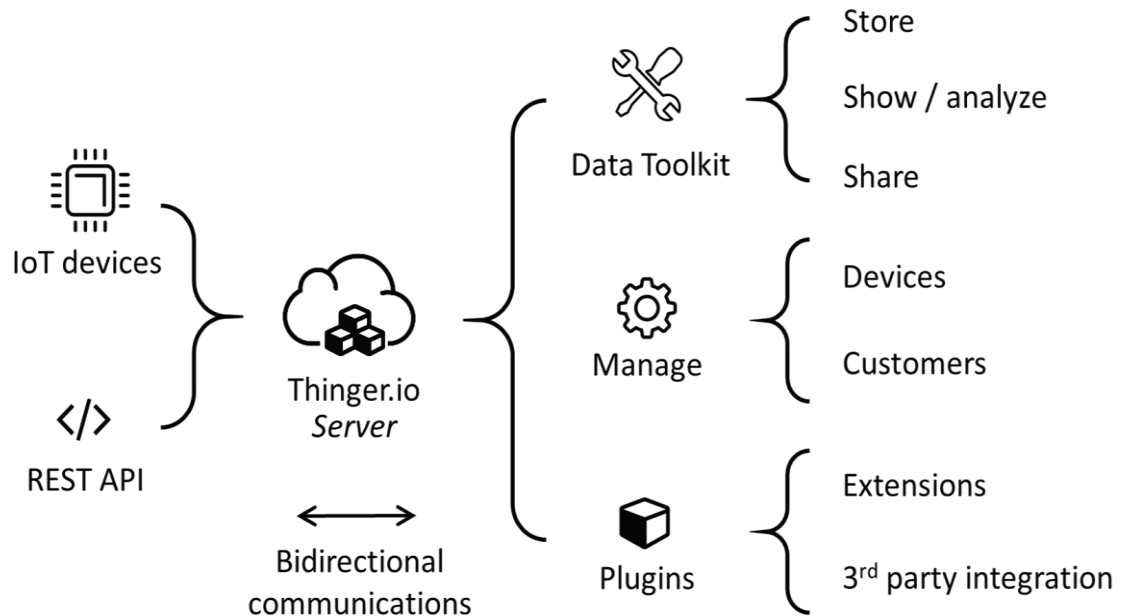 IoT devices
REST API
Thinger.io
Server
Bidirectional
communications
Data Toolkit
Store
Show / analyze
Share
Manage
Devices
Customers
Plugins
Extensions
3rd party integration